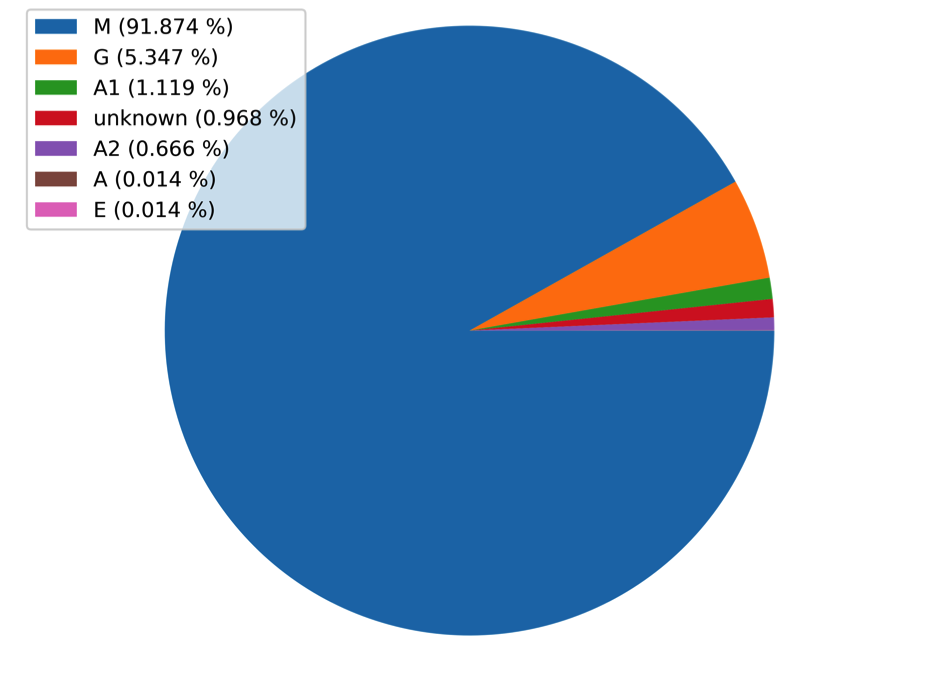 M (91.874 %)
G (5.347 %)
A1 (1.119 %)
unknown (0.968 %)
A2 (0.666 %)
A (0.014 %)
E (0.014 %)